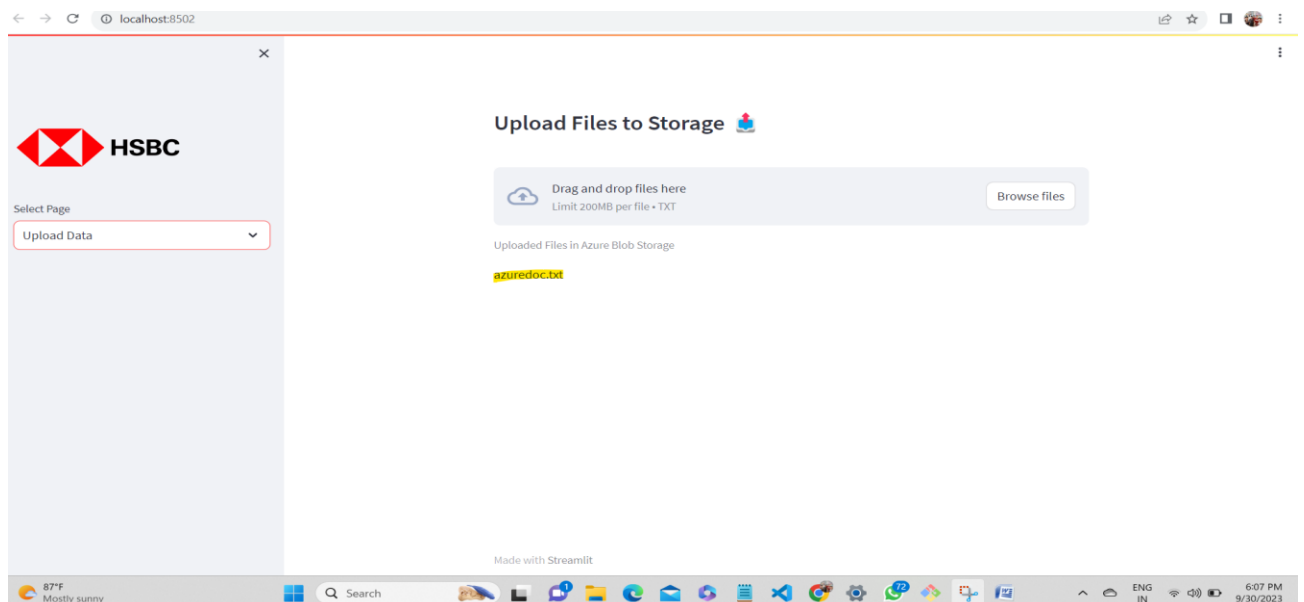 localhost:8502
HSBC
Select Page
Upload Data
Upload Files to Storage
Drag and drop files here
Limit 200MB per file • TXT
Browse files
Uploaded Files in Azure Blob Storage
azuredoc.txt
Made with Streamlit
87°F
Mostly sunny
Search
1
72
ENG
IN
6:07 PM
9/30/2023